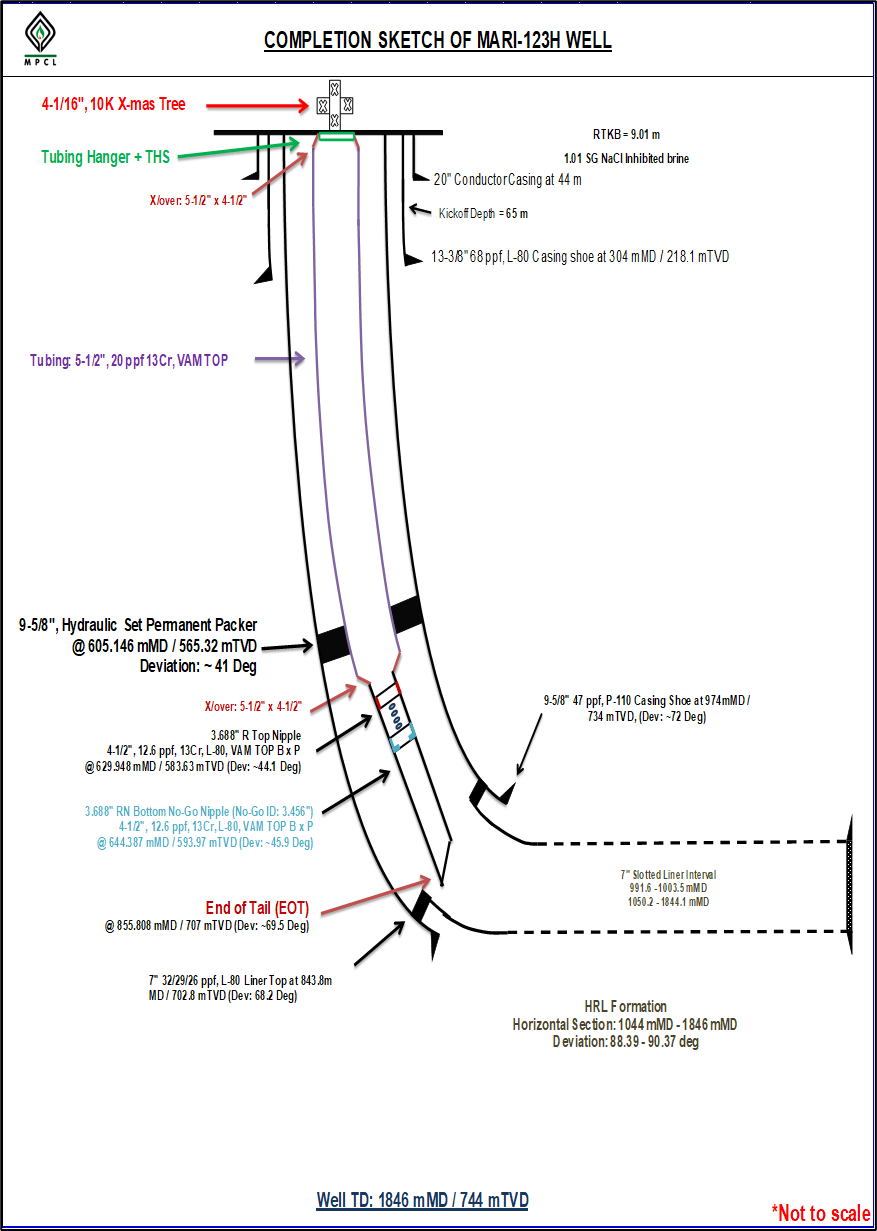 MPCL
COMPLETION SKETCH OF MARI-123H WELL
4-1/16", 10K X-mas Tree
RTKB = 9.01 m
1.01 SG NaCl Inhibited brine
Tubing Hanger + THS
20" Conductor Casing at 44 m
X/over: 5-1/2" x 4-1/2"
Kickoff Depth = 65 m
13-3/8" 68 ppf, L-80 Casing shoe at 304 mMD / 218.1 mTVD
Tubing: 5-1/2", 20 ppf 13Cr, VAM TOP
9-5/8", Hydraulic Set Permanent Packer
@ 605.146 mMD / 565.32 mTVD
Deviation: ~ 41 Deg
X/over: 5-1/2" x 4-1/2"
9-5/8" 47 ppf, P-110 Casing Shoe at 974mMD /
734 mTVD, (Dev: ~72 Deg)
3.688" R Top Nipple
4-1/2", 12.6 ppf, 13Cr, L-80, VAM TOP B x P
@ 629.948 mMD / 583.63 mTVD (Dev: ~44.1 Deg)
3.688" RN Bottom No-Go Nipple (No-Go ID: 3.456")
4-1/2", 12.6 ppf, 13Cr, L-80, VAM TOP B x P
@ 644.387 mMD / 593.97 mTVD (Dev: ~45.9 Deg)
7" Slotted Liner Interval
991.6 -1003.5 mMD
1050.2 - 1844.1 mMD
End of Tail (EOT)
@ 855.808 mMD / 707 mTVD (Dev: ~69.5 Deg)
7" 32/29/26 ppf, L-80 Liner Top at 843.8m
MD / 702.8 mTVD (Dev: 68.2 Deg)
HRL Formation
Horizontal Section: 1044 mMD - 1846 mMD
Deviation: 88.39 - 90.37 deg
Well TD: 1846 mMD / 744 mTVD
*Not to scale